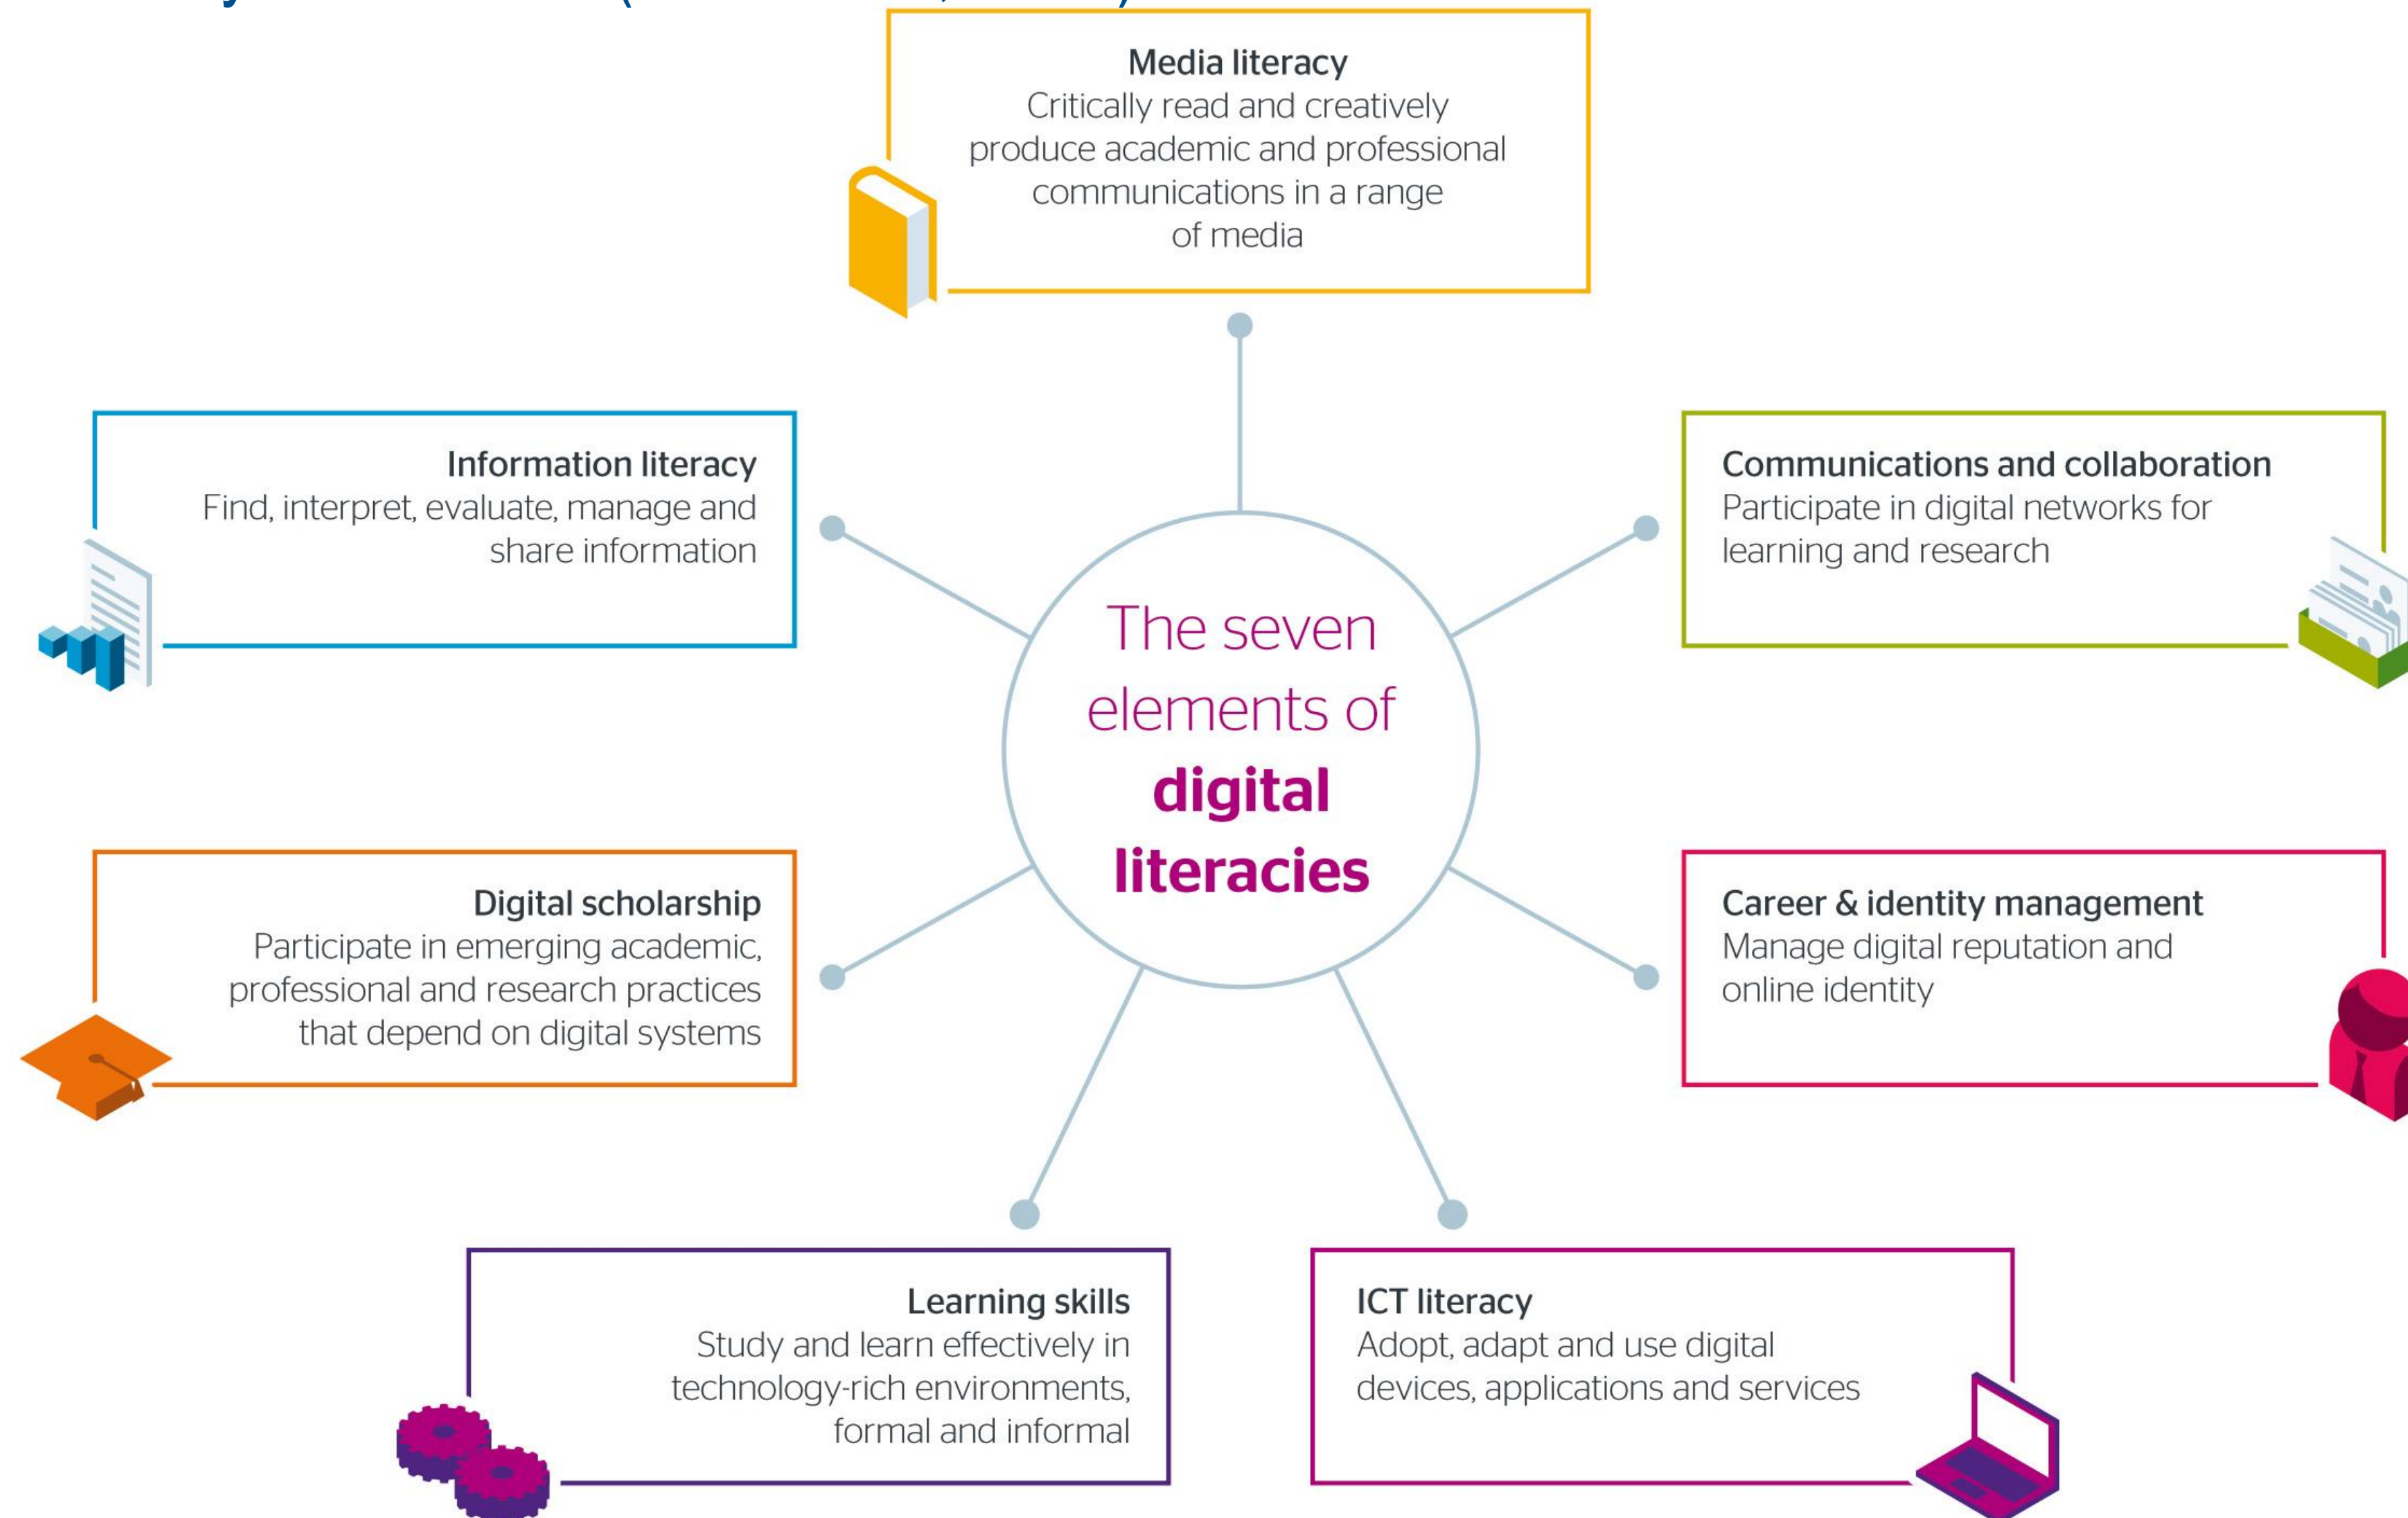 Media literacy
Critically read and creatively
produce academic and professional
communications in a range
of media
Information literacy
Find, interpret, evaluate, manage and
share information
Communications and collaboration
Participate in digital networks for
learning and research
The seven
elements of
digital
literacies
Digital scholarship
Participate in emerging academic,
professional and research practices
that depend on digital systems
Career & identity management
Manage digital reputation and
online identity
Learning skills
Study and learn effectively in
technology-rich environments,
formal and informal
ICT literacy
Adopt, adapt and use digital
devices, applications and services